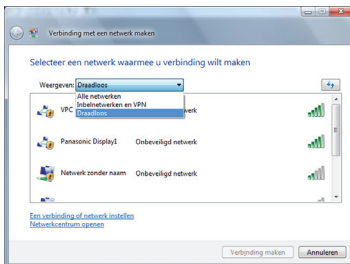 Verbinding met een netwerk maken
Selecteer een netwerk waarmee u verbinding wilt maken
Weergeven: Draadloos
Alle netwerken
Inbelnetwerken en VPN
Draadloos
VPC
Panasonic Display1 Onbeveiligd netwerk
Netwerk zonder naam Onbeveiligd netwerk
Een verbinding of netwerk instellen
Netwerkcentrum openen
Verbinding maken Annuleren